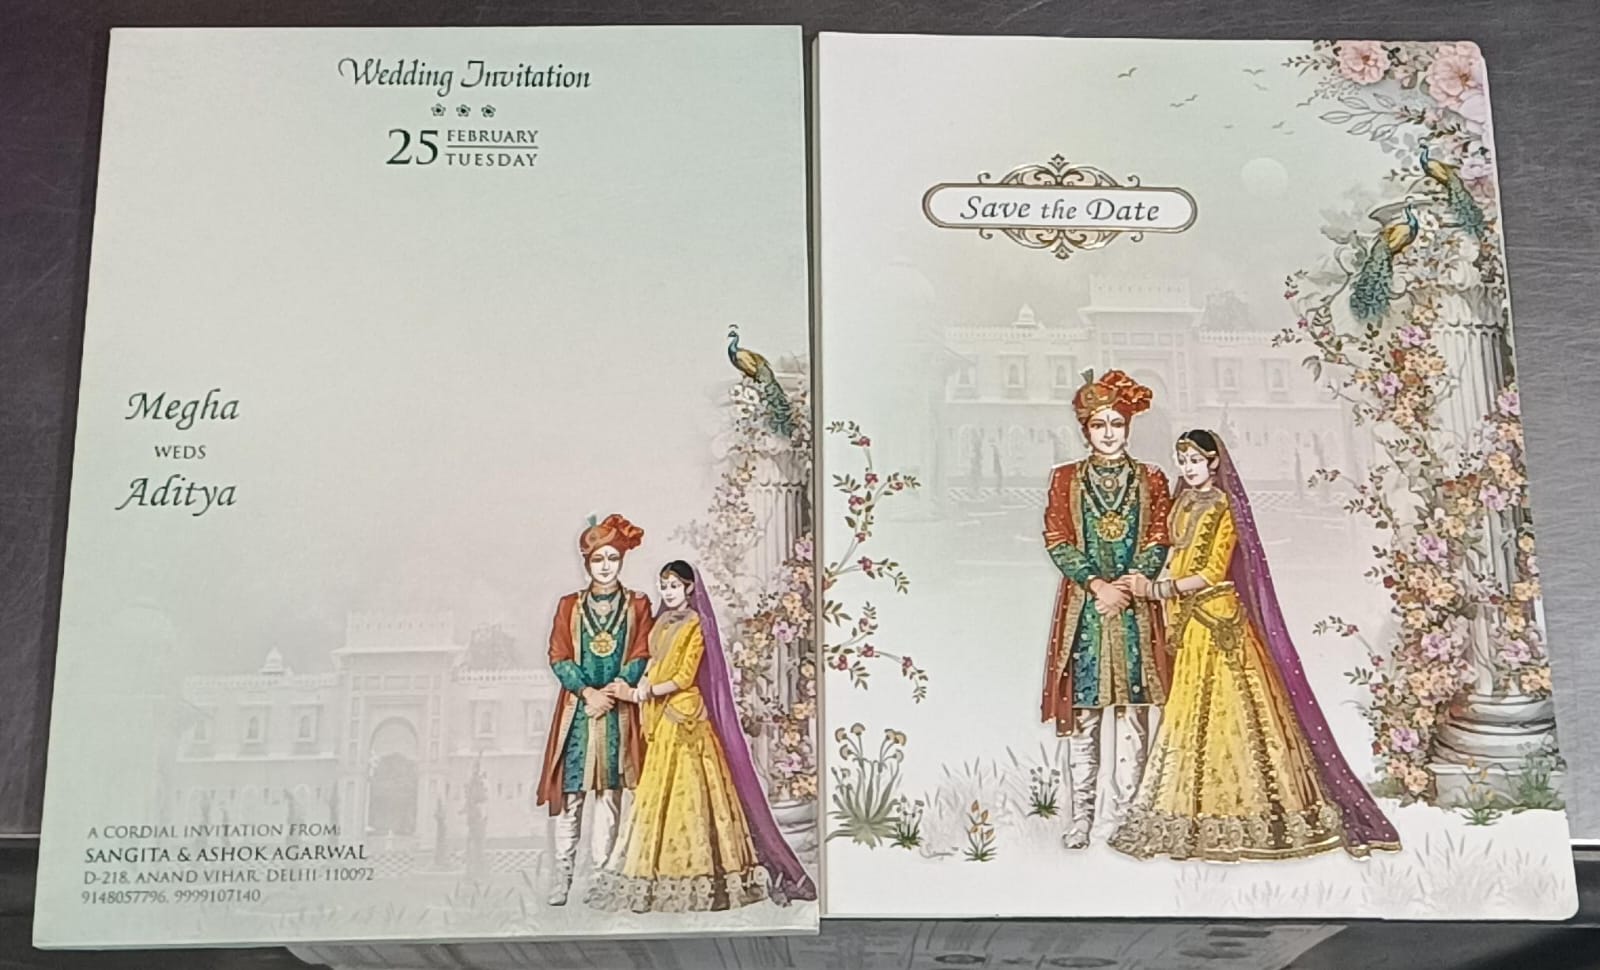 Wedding Invitation
25 FEBRUARY
TUESDAY
Megha
WEDS
Aditya
A CORDIAL INVITATION FROM:
SANGITA & ASHOK AGARWAL
D-218, ANAND VIHAR, DELHI-110092
9148057796, 9999107140
Save the Date